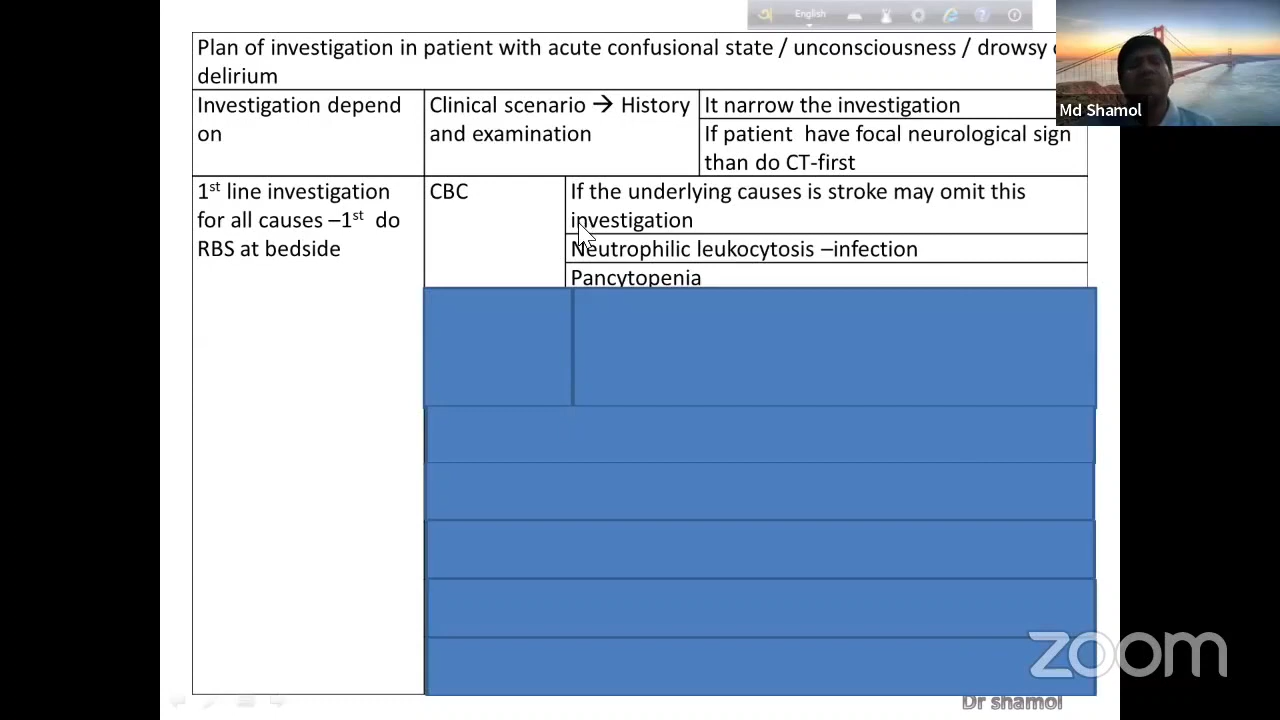 English
Plan of investigation in patient with acute confusional state / unconsciousness / drowsy
delirium
Md Shamol
Investigation depend
on
Clinical scenario → History
and examination
It narrow the investigation
If patient have focal neurological sign
than do CT-first
1st line investigation
for all causes –1st do
RBS at bedside
CBC
If the underlying causes is stroke may omit this
investigation
Neutrophilic leukocytosis –infection
Pancytopenia
zoom
Dr shamol